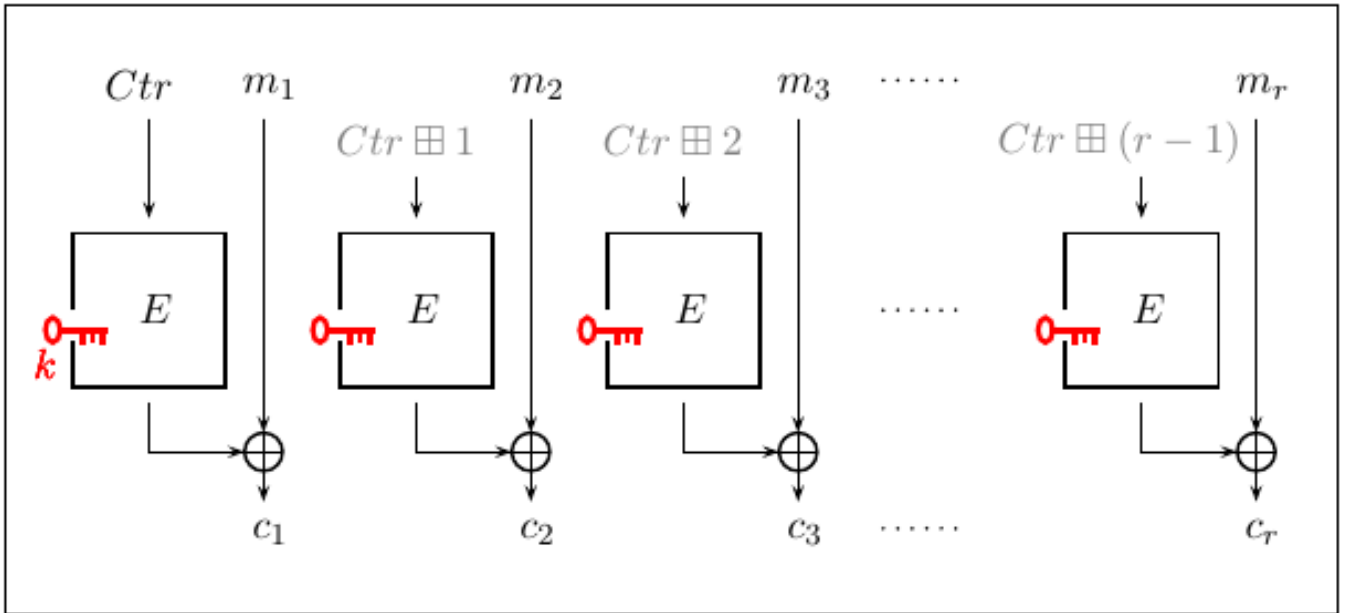 Ctr m₁ m₂ m₃ ...... mᵣ
Ctr ⊞ 1 Ctr ⊞ 2 Ctr ⊞ (r − 1)
E E E ...... E
k
c₁ c₂ c₃ ...... cᵣ